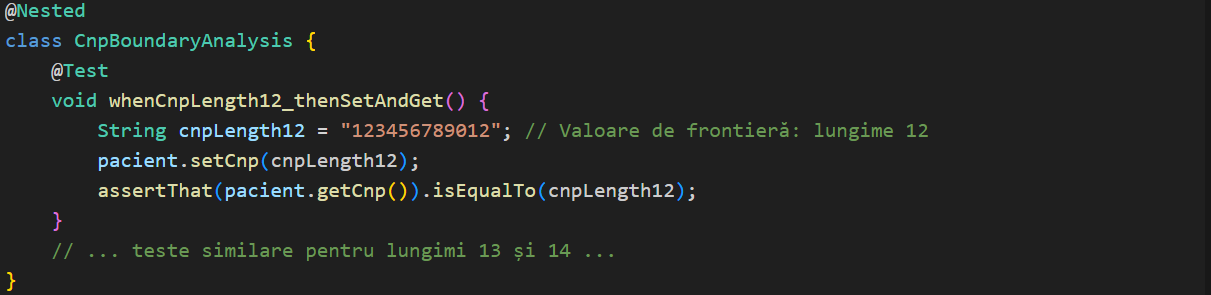 @Nested
class CnpBoundaryAnalysis {
    @Test
    void whenCnpLength12_thenSetAndGet() {
        String cnpLength12 = "123456789012"; // Valoare de frontieră: lungime 12
        pacient.setCnp(cnpLength12);
        assertThat(pacient.getCnp()).isEqualTo(cnpLength12);
    }
    // ... teste similare pentru lungimi 13 și 14 ...
}